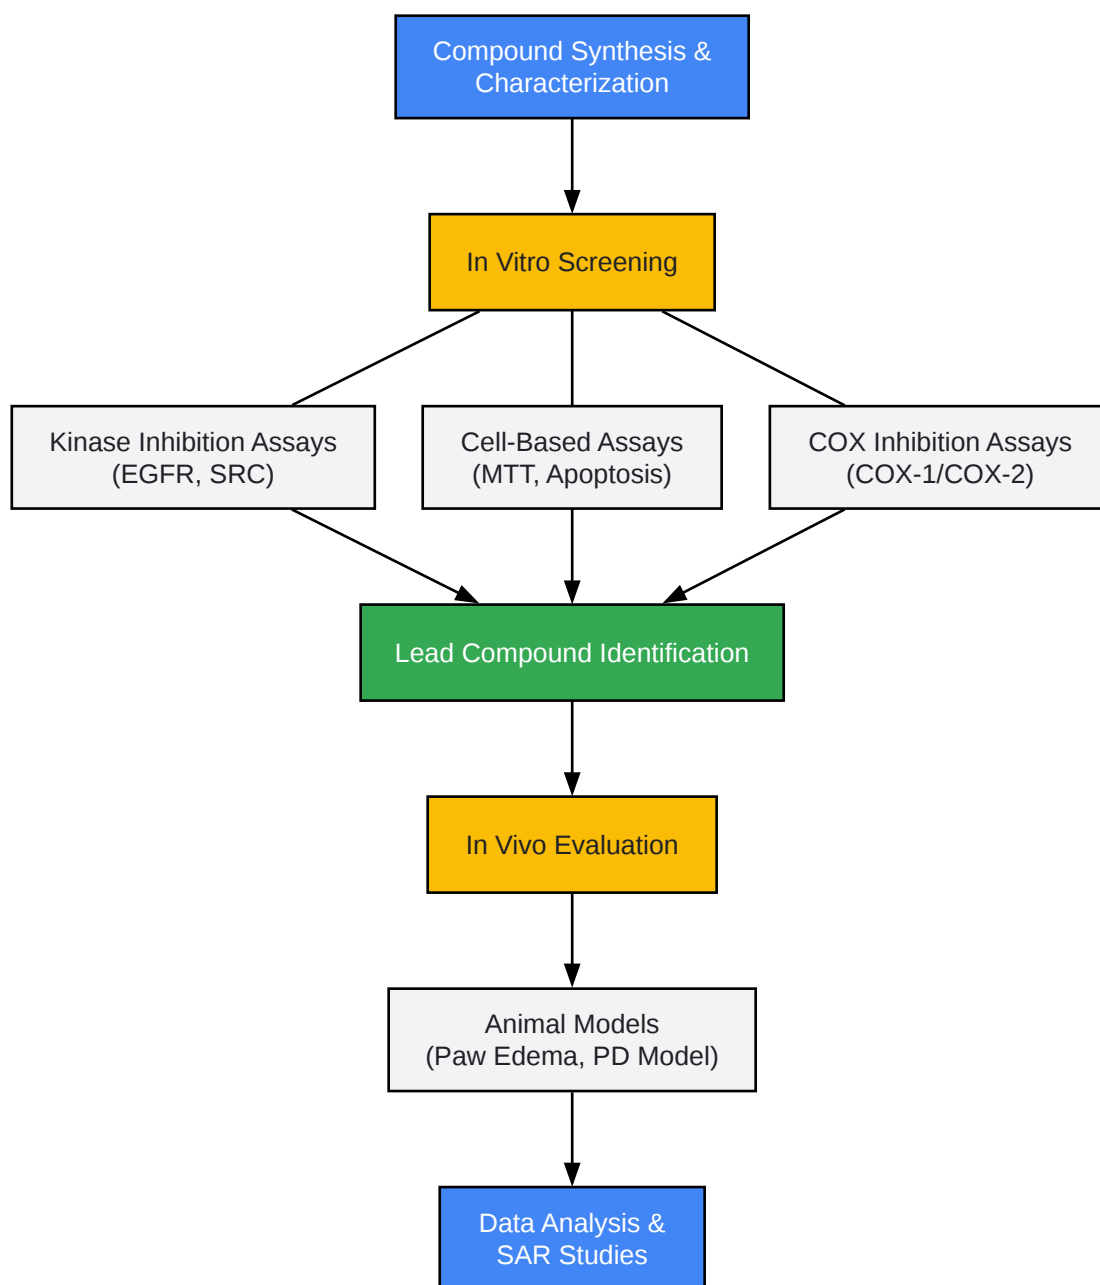 Compound Synthesis &
Characterization
In Vitro Screening
Kinase Inhibition Assays
(EGFR, SRC)
Cell-Based Assays
(MTT, Apoptosis)
COX Inhibition Assays
(COX-1/COX-2)
Lead Compound Identification
In Vivo Evaluation
Animal Models
(Paw Edema, PD Model)
Data Analysis &
SAR Studies